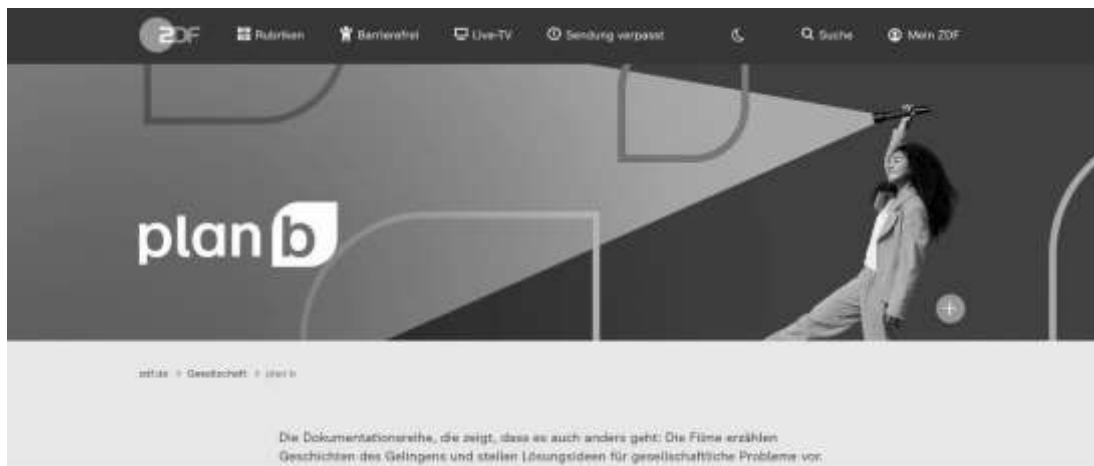 ZDF
Rubriken
Barrierefrei
Live-TV
Sendung verpasst
Suche
Mein ZDF
plan b
zdf.de > Gesellschaft > plan b
Die Dokumentationsreihe, die zeigt, dass es auch anders geht: Die Filme erzählen
Geschichten des Gelingens und stellen Lösungsideen für gesellschaftliche Probleme vor.